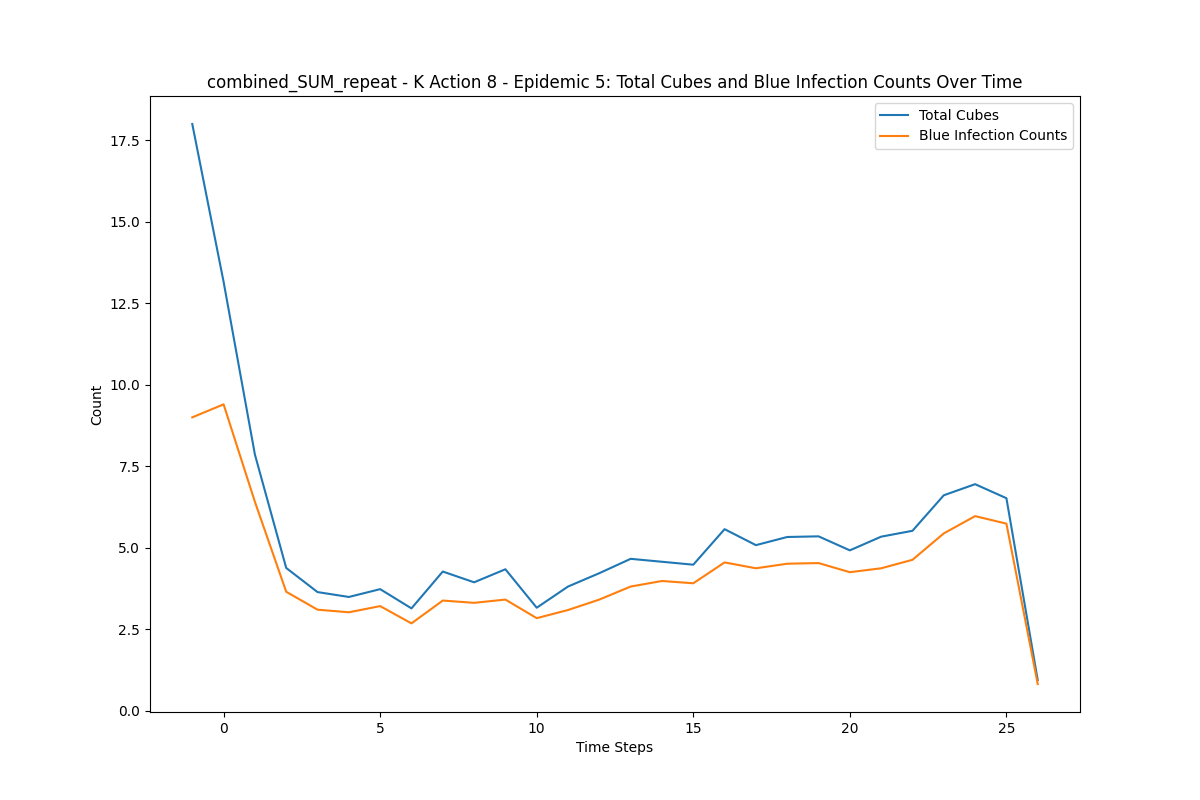 combined_SUM_repeat - K Action 8 - Epidemic 5: Total Cubes and Blue Infection Counts Over Time
Total Cubes
Blue Infection Counts
17.5
15.0
12.5
10.0
7.5
5.0
2.5
0.0
Count
0 5 10 15 20 25
Time Steps